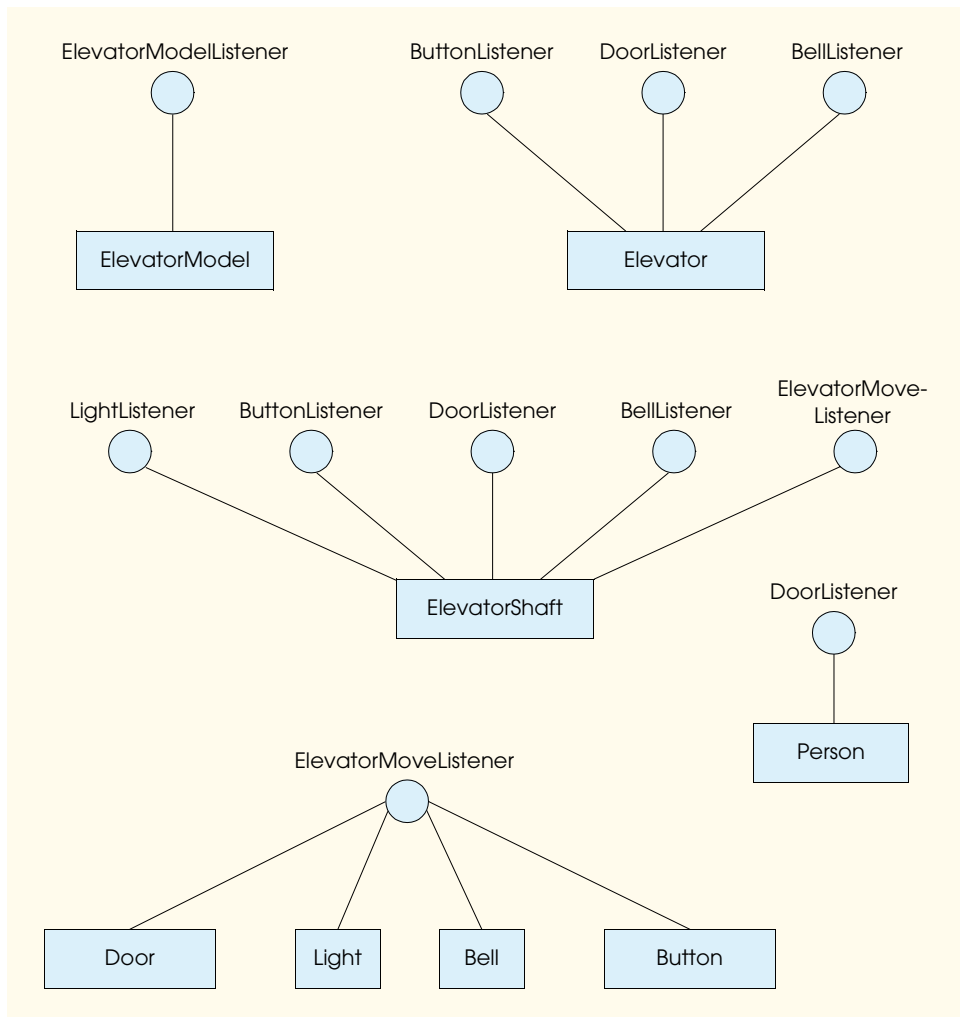 ElevatorModelListener
ButtonListener
DoorListener
BellListener
ElevatorModel
Elevator
LightListener
ButtonListener
DoorListener
BellListener
ElevatorMove-
Listener
ElevatorShaft
DoorListener
Person
ElevatorMoveListener
Door
Light
Bell
Button